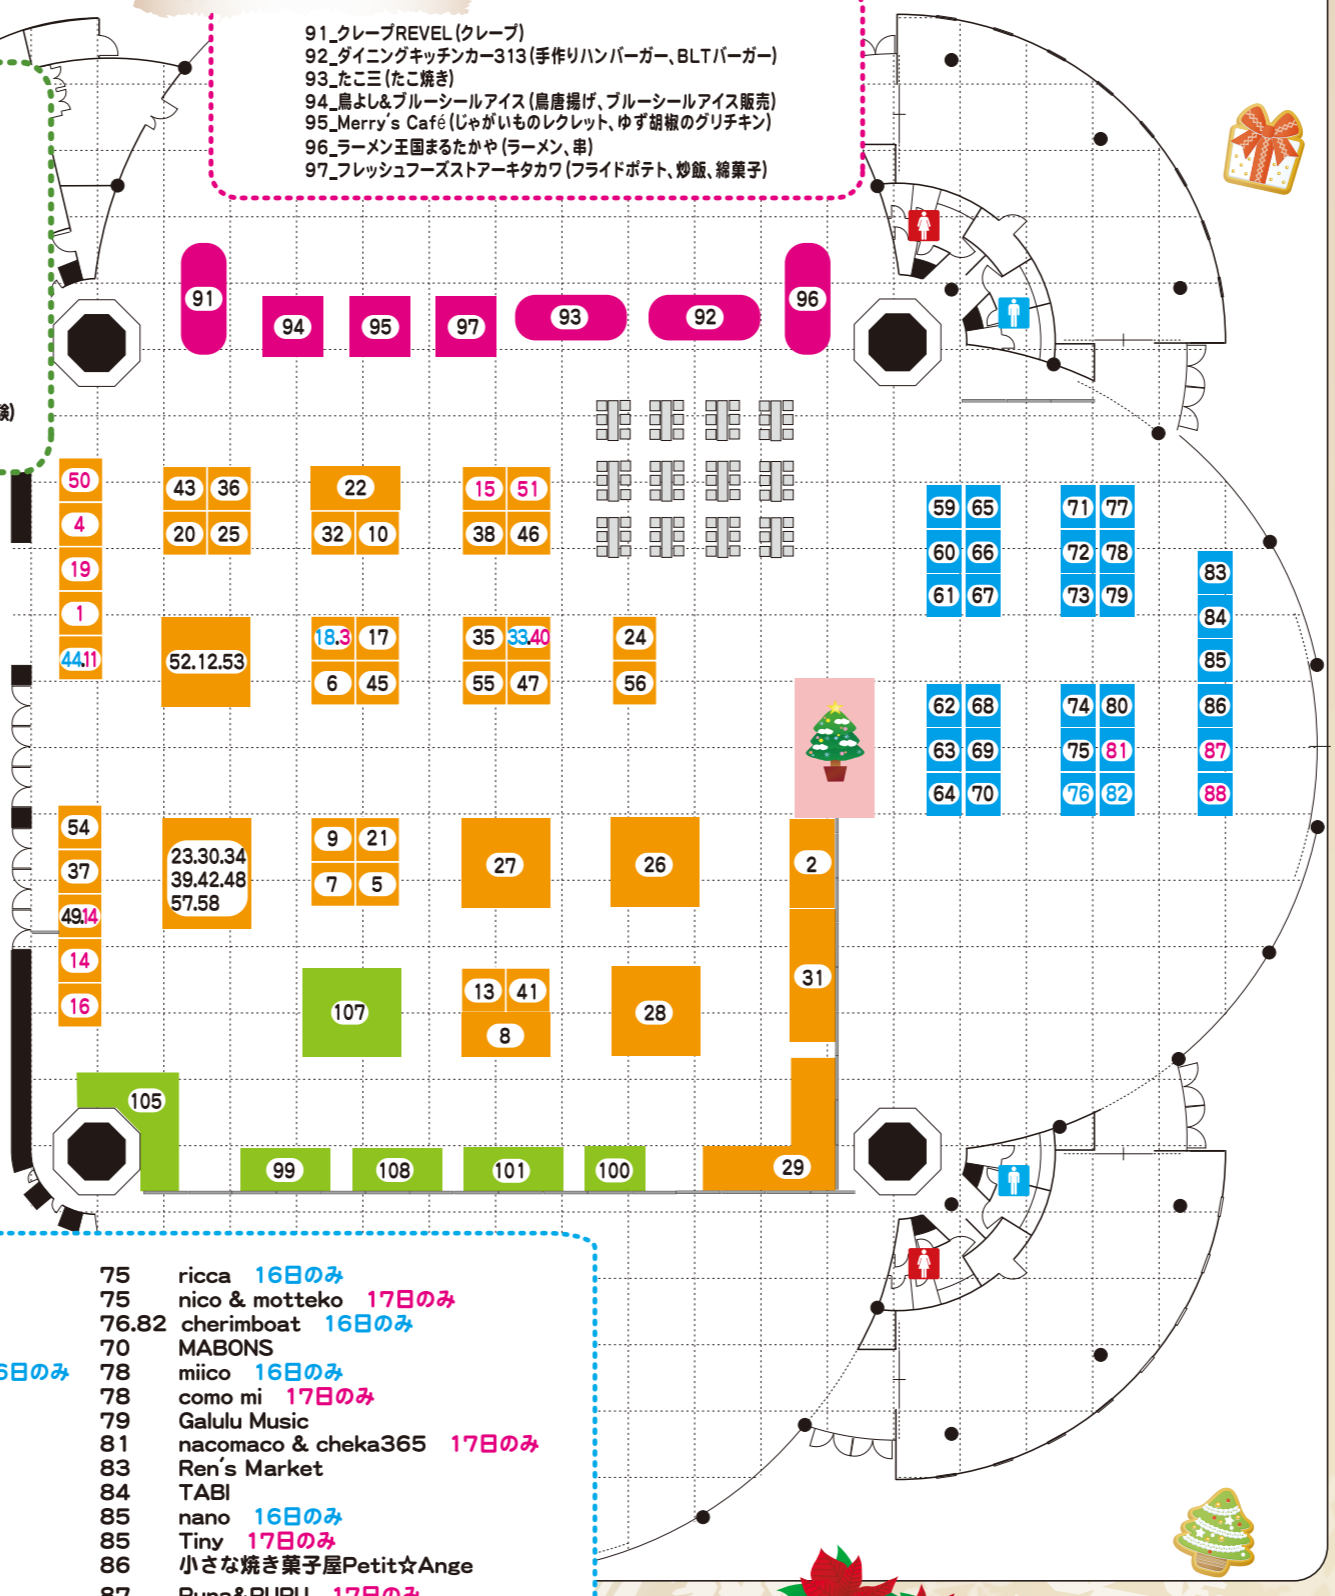 91_クレープREVEL(クレープ)
92_ダイニングキッチンカー313(手作りハンバーガー、BLTバーガー)
93_たこ三(たこ焼き)
94_鳥よし&ブルーシールアイス(鳥唐揚げ、ブルーシールアイス販売)
95_Merry's Café(じゃがいものレクレット、ゆず胡椒のグリチキン)
96_ラーメン王国まるたかや(ラーメン、串)
97_フレッシュフーズストアーキタカワ(フライドポテト、炒飯、綿菓子)
91 94 95 97 93 92 96
験)
50 43 36 22 15 51
4 20 25 32 10 38 46
19
1
44.11
52.12.53
18.3 17 35 33.40 24
6 45 55 47 56
59 65 71 77
60 66 72 78
61 67 73 79
83
84
85
62 68 74 80 86
63 69 75 81 87
64 70 76 82 88
54
37
49.14
14
16
23.30.34
39.42.48
57.58
9 21
7 5
27 26 2
31
107
13 41
8
28
105
99 108 101 100 29
75 ricca 16日のみ
75 nico & motteko 17日のみ
76.82 cherimboat 16日のみ
70 MABONS
6日のみ
78 miico 16日のみ
78 como mi 17日のみ
79 Galulu Music
81 nacomaco & cheka365 17日のみ
83 Ren's Market
84 TABI
85 nano 16日のみ
85 Tiny 17日のみ
86 小さな焼き菓子屋Petit☆Ange
87 17日のみ